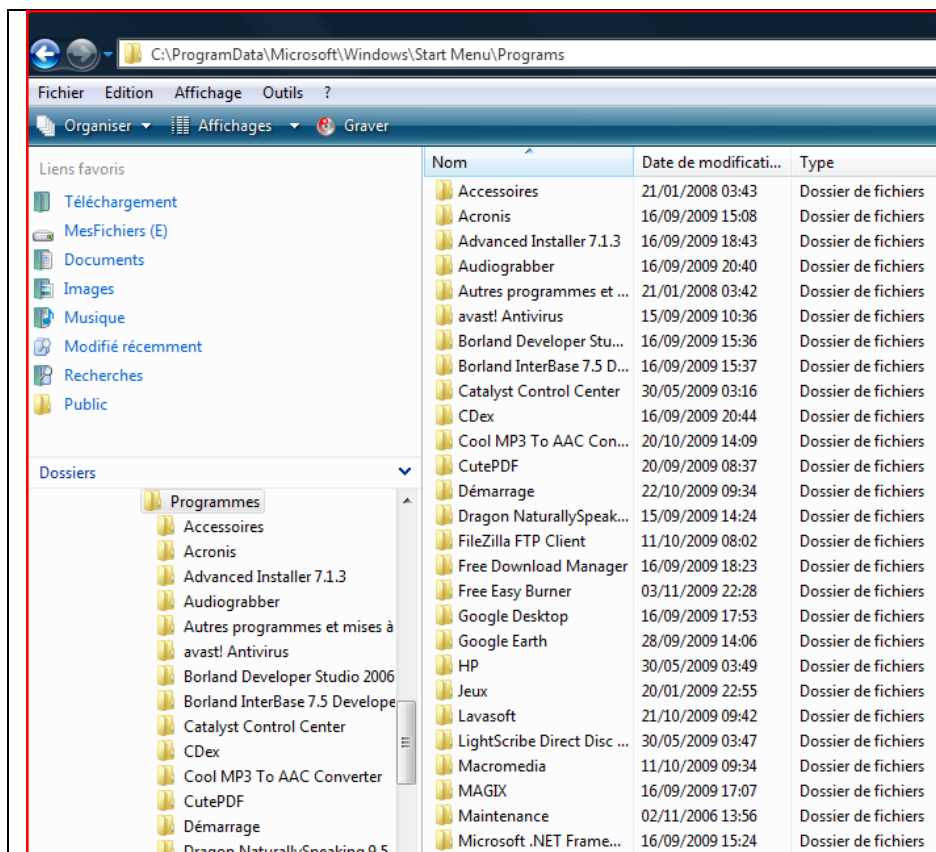 C:\ProgramData\Microsoft\Windows\Start Menu\Programs
Fichier Edition Affichage Outils ?
Organiser Affichages Graver
Liens favoris
Téléchargement
MesFichiers (E)
Documents
Images
Musique
Modifié récemment
Recherches
Public
Dossiers
Programmes
Accessoires
Acronis
Advanced Installer 7.1.3
Audiograbber
Autres programmes et mises à
avast! Antivirus
Borland Developer Studio 2006
Borland InterBase 7.5 Develope
Catalyst Control Center
CDex
Cool MP3 To AAC Converter
CutePDF
Démarrage
Dragon NaturallySpeaking 9.5
Nom Date de modificati... Type
Accessoires 21/01/2008 03:43 Dossier de fichiers
Acronis 16/09/2009 15:08 Dossier de fichiers
Advanced Installer 7.1.3 16/09/2009 18:43 Dossier de fichiers
Audiograbber 16/09/2009 20:40 Dossier de fichiers
Autres programmes et ... 21/01/2008 03:42 Dossier de fichiers
avast! Antivirus 15/09/2009 10:36 Dossier de fichiers
Borland Developer Stu... 16/09/2009 15:36 Dossier de fichiers
Borland InterBase 7.5 D... 16/09/2009 15:37 Dossier de fichiers
Catalyst Control Center 30/05/2009 03:16 Dossier de fichiers
CDex 16/09/2009 20:44 Dossier de fichiers
Cool MP3 To AAC Con... 20/10/2009 14:09 Dossier de fichiers
CutePDF 20/09/2009 08:37 Dossier de fichiers
Démarrage 22/10/2009 09:34 Dossier de fichiers
Dragon NaturallySpeak... 15/09/2009 14:24 Dossier de fichiers
FileZilla FTP Client 11/10/2009 08:02 Dossier de fichiers
Free Download Manager 16/09/2009 18:23 Dossier de fichiers
Free Easy Burner 03/11/2009 22:28 Dossier de fichiers
Google Desktop 16/09/2009 17:53 Dossier de fichiers
Google Earth 28/09/2009 14:06 Dossier de fichiers
HP 30/05/2009 03:49 Dossier de fichiers
Jeux 20/01/2009 22:55 Dossier de fichiers
Lavasoft 21/10/2009 09:42 Dossier de fichiers
LightScribe Direct Disc ... 30/05/2009 03:47 Dossier de fichiers
Macromedia 11/10/2009 09:34 Dossier de fichiers
MAGIX 16/09/2009 17:07 Dossier de fichiers
Maintenance 02/11/2006 13:56 Dossier de fichiers
Microsoft .NET Frame... 16/09/2009 15:24 Dossier de fichiers